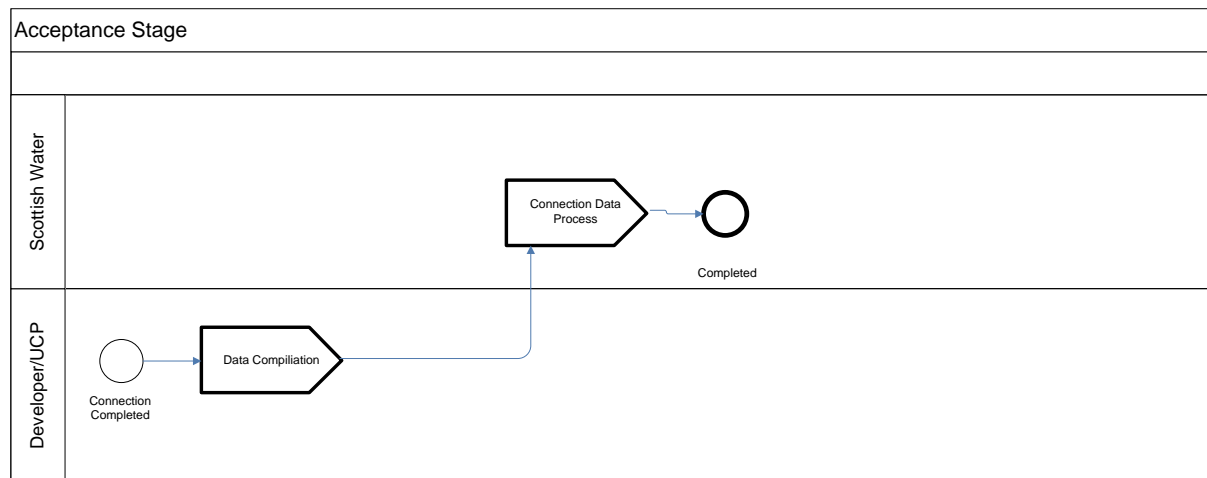 Acceptance Stage
Scottish Water
Connection Data
Process
Completed
Developer/UCP
Data Compiliation
Connection
Completed